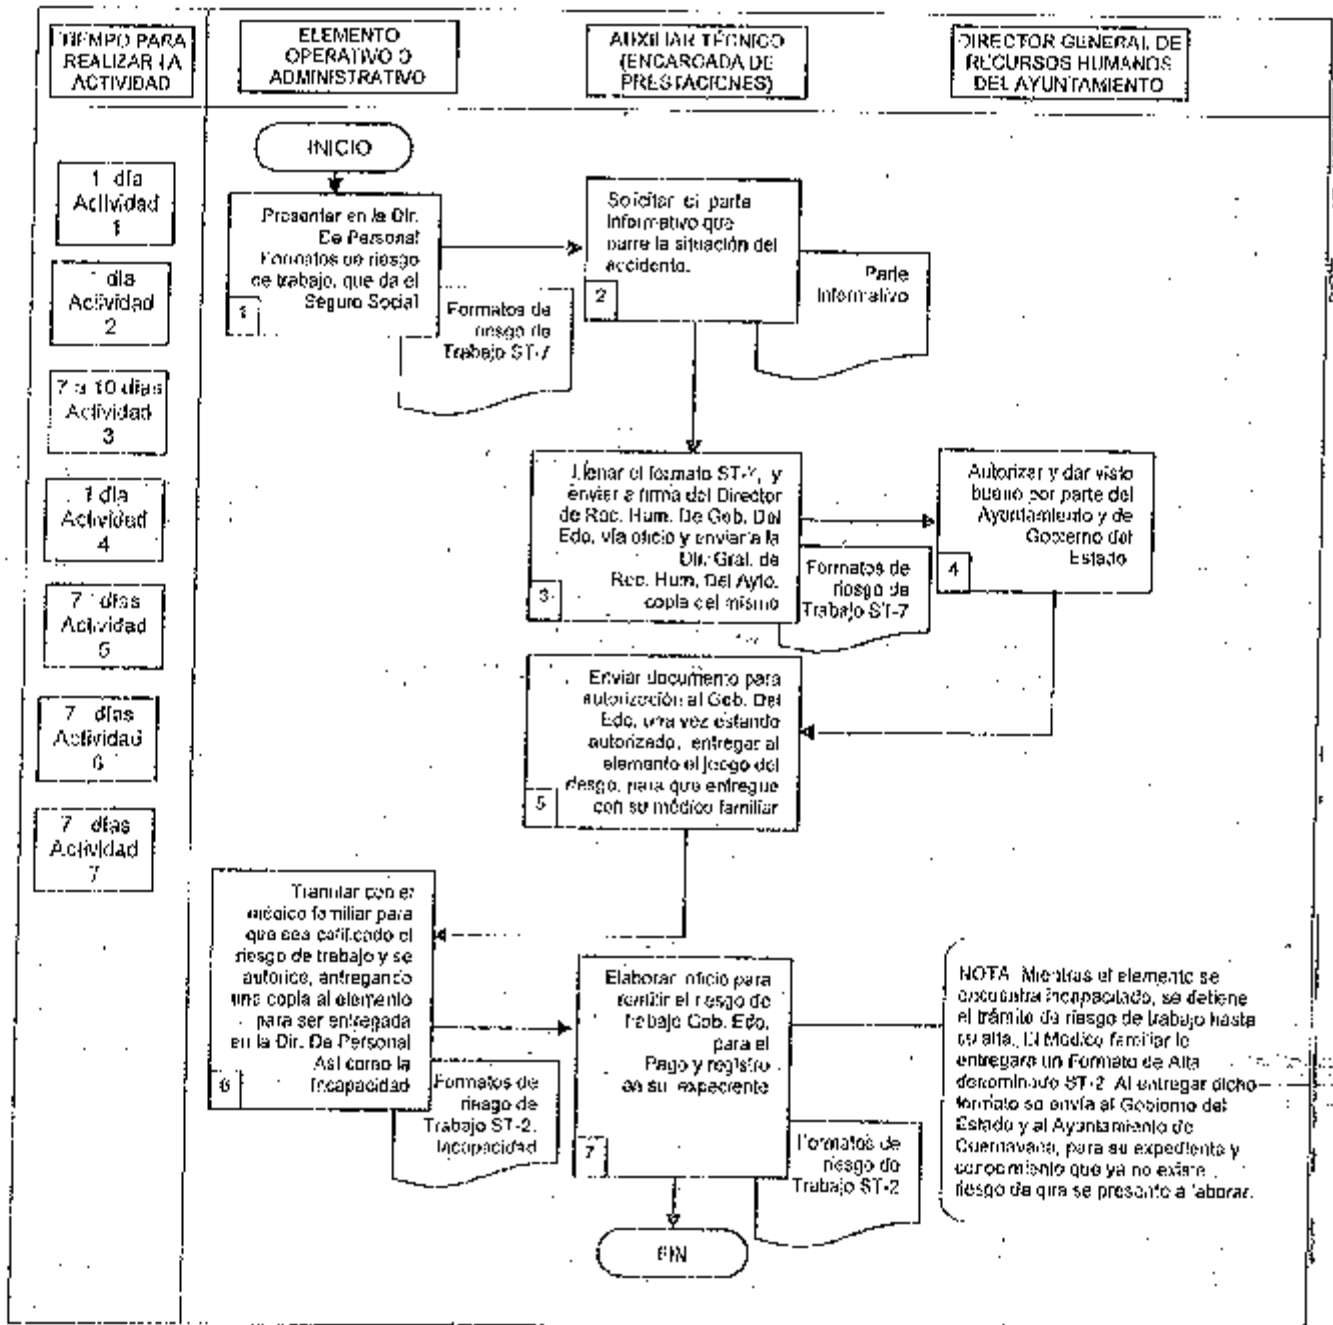 TIEMPO PARA
REALIZAR LA
ACTIVIDAD
ELEMENTO
OPERATIVO O
ADMINISTRATIVO
AUXILIAR TÉCNICO
(ENCARGADA DE
PRESTACIONES)
DIRECTOR GENERAL DE
RECURSOS HUMANOS
DEL AYUNTAMIENTO
1 día
Actividad
1
1 día
Actividad
2
7 a 10 días
Actividad
3
1 día
Actividad
4
7 días
Actividad
5
7 días
Actividad
6
7 días
Actividad
7
INICIO
Presentar en la Dir.
De Personal
Formatos de riesgo
de trabajo, que da el
Seguro Social
1
Formatos de
riesgo de
Trabajo ST-7
Solicitar el parte
Informativo que
narre la situación del
accidente.
2
Parte
Informativo
Llenar el formato ST-7, y
enviar a firma del Director
de Rec. Hum. De Gob. Del
Edo. vía oficio y enviar a la
Dir. Gral. de
Rec. Hum. Del Ayto.
copia del mismo
3
Formatos de
riesgo de
Trabajo ST-7
Autorizar y dar visto
bueno por parte del
Ayuntamiento y de
Gobierno del
Estado
4
Enviar documento para
autorización al Gob. Del
Edo. una vez estando
autorizado, entregar al
elemento el juego del
riesgo, para que entregue
con su médico familiar
5
Tramitar con el
médico familiar para
que sea calificado el
riesgo de trabajo y se
autorice, entregando
una copia al elemento
para ser entregada
en la Dir. De Personal
Así como la
Incapacidad
6
Formatos de
riesgo de
Trabajo ST-2.
Incapacidad
Elaborar oficio para
remitir el riesgo de
trabajo Gob. Edo.
para el
Pago y registro
en su expediente
7
Formatos de
riesgo de
Trabajo ST-2
FIN
NOTA Mientras el elemento se
encuentra incapacitado, se detiene
el trámite de riesgo de trabajo hasta
su alta. El Médico familiar le
entregara un Formato de Alta
denominado ST-2 Al entregar dicho
formato se envía al Gobierno del
Estado y al Ayuntamiento de
Cuernavaca, para su expediente y
conocimiento que ya no existe
riesgo de que se presente a laborar.